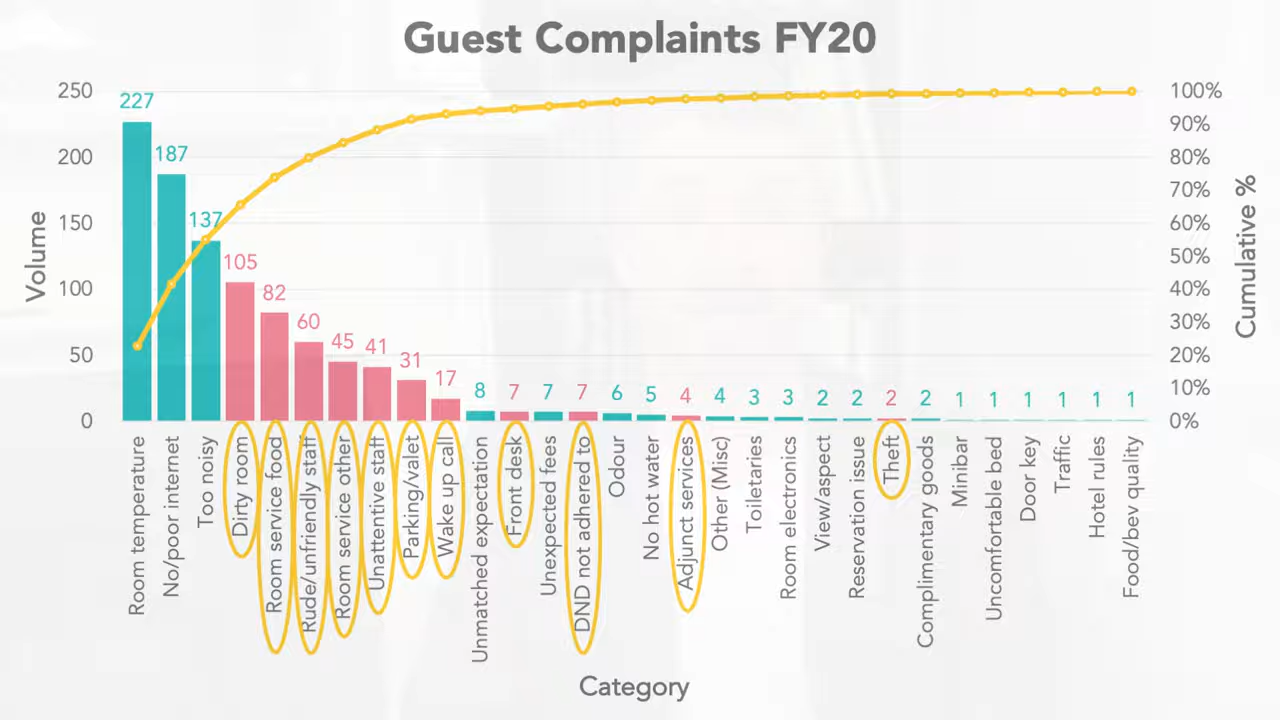 Guest Complaints FY20
250
200
150
100
50
0
Volume
227
187
137
105
82
60
45
41
31
17
8
7
7
7
6
5
4
4
3
3
2
2
2
2
1
1
1
1
1
1
100%
90%
80%
70%
60%
50%
40%
30%
20%
10%
0%
Cumulative %
Room temperature
No/poor internet
Too noisy
Dirty room
Room service food
Rude/unfriendly staff
Room service other
Unattentive staff
Parking/valet
Wake up call
Unmatched expectation
Front desk
Unexpected fees
DND not adhered to
Odour
No hot water
Adjunct services
Other (Misc)
Toiletaries
Room electronics
View/aspect
Reservation issue
Theft
Complimentary goods
Minibar
Uncomfortable bed
Door key
Traffic
Hotel rules
Food/bev quality
Category